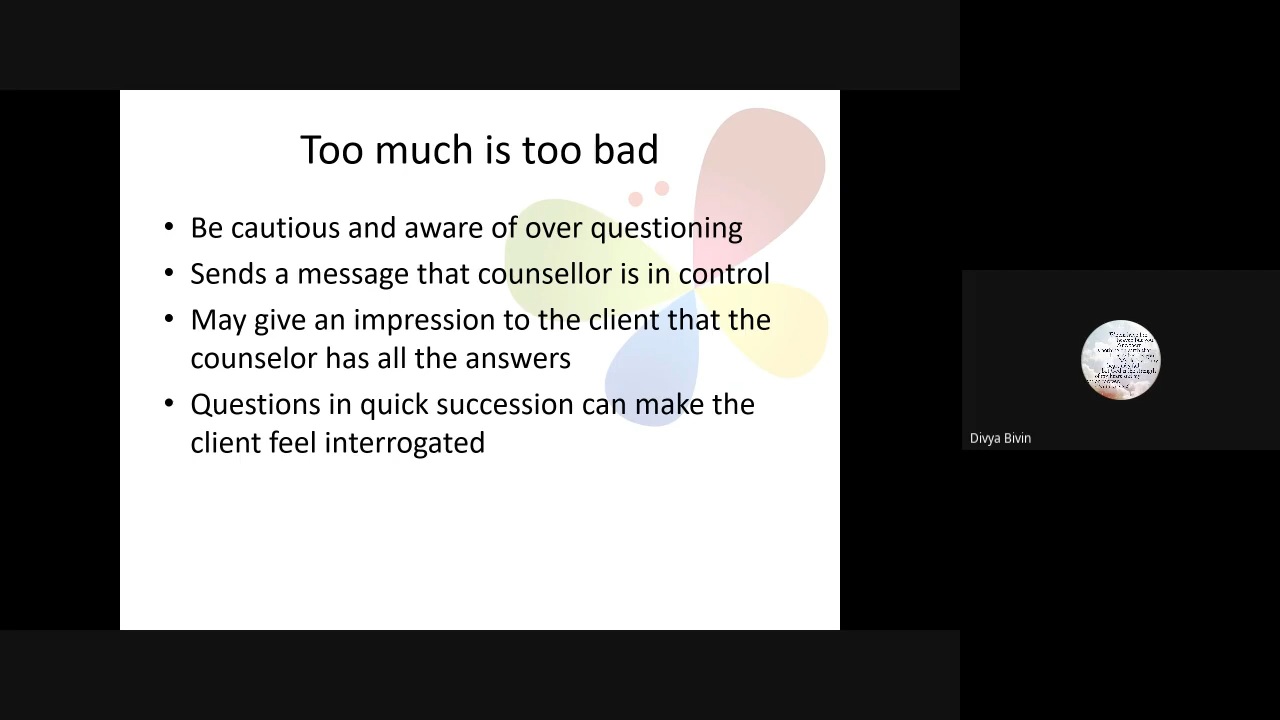 Too much is too bad
• Be cautious and aware of over questioning
• Sends a message that counsellor is in control
• May give an impression to the client that the
counselor has all the answers
• Questions in quick succession can make the
client feel interrogated
Divya Bivin